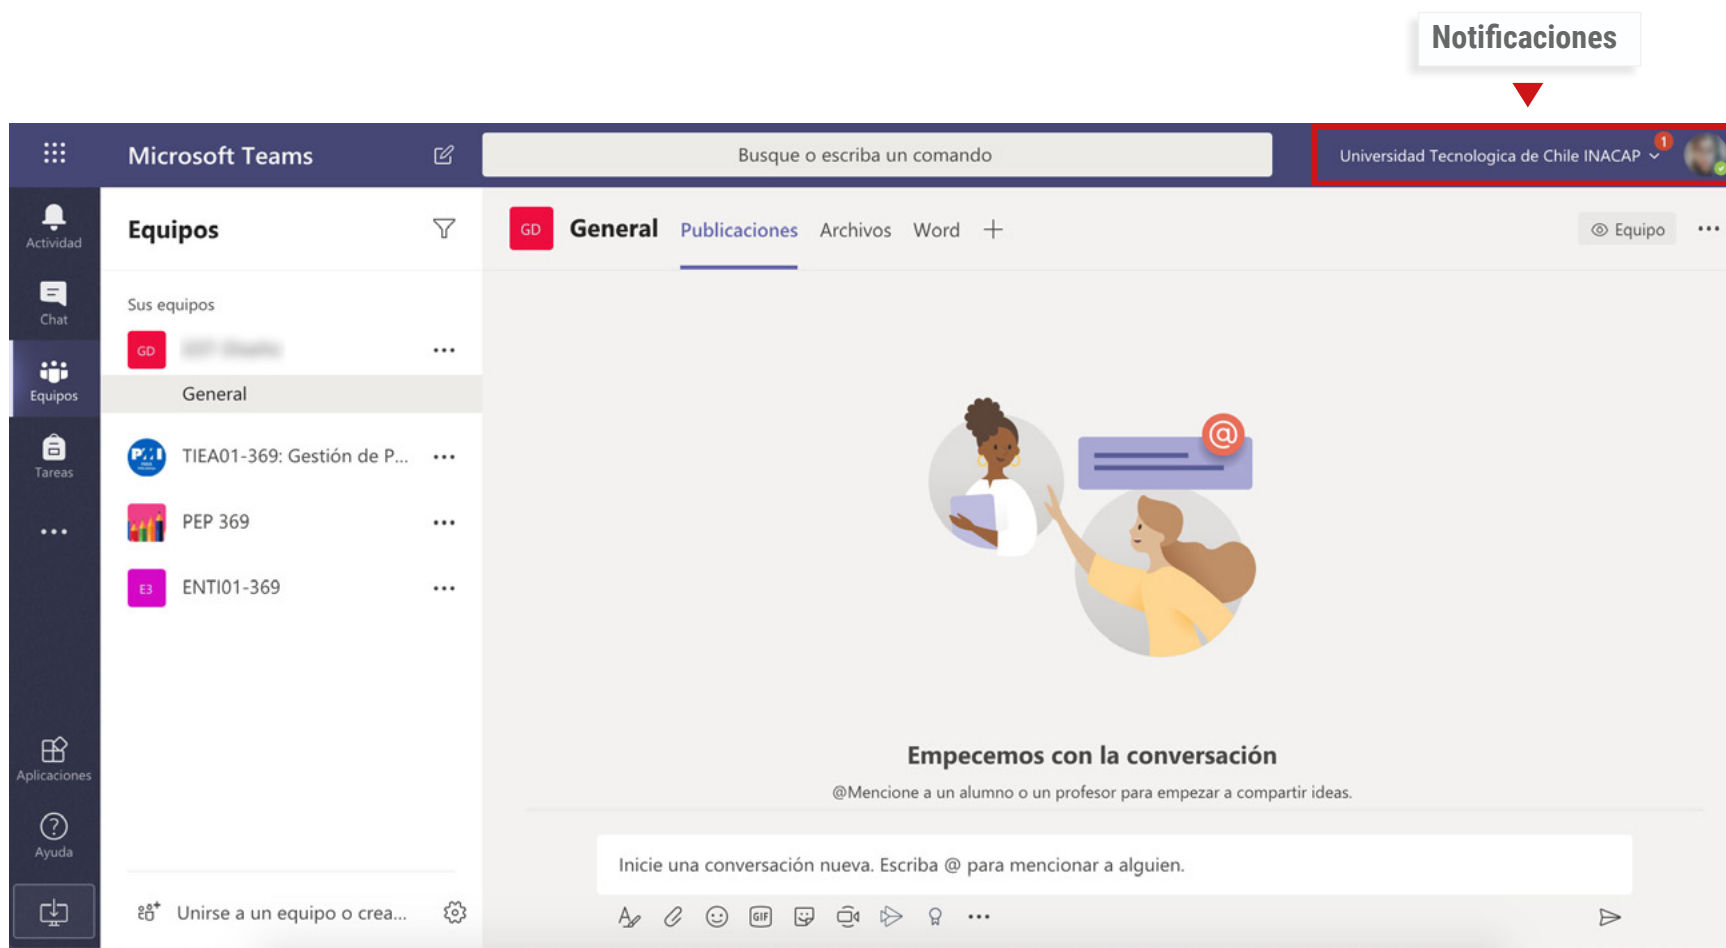 Notificaciones
Microsoft Teams
Busque o escriba un comando
Universidad Tecnologica de Chile INACAP
1
Actividad
Chat
Equipos
Tareas
Aplicaciones
Ayuda
Equipos
Sus equipos
GD
General
TIEA01-369: Gestión de P...
PEP 369
E3 ENTI01-369
Unirse a un equipo o crea...
GD General Publicaciones Archivos Word
Equipo
@
Empecemos con la conversación
@Mencione a un alumno o un profesor para empezar a compartir ideas.
Inicie una conversación nueva. Escriba @ para mencionar a alguien.
GIF